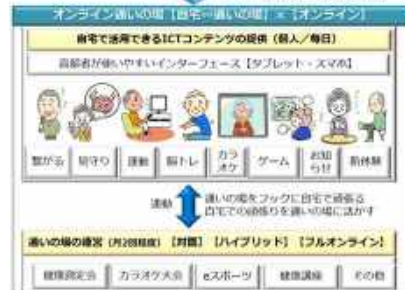 オンライン通いの場【自宅＝通いの場】×【オンライン】
自宅で活用できるICTコンテンツの提供（個人／毎日）
高齢者が使いやすいインターフェース【タブレット・スマホ】
繋がる 見守り 運動 脳トレ カラオケ ゲーム お知らせ 新体験
連動
通いの場をフックに自宅で頑張る
自宅での頑張りを通いの場に活かす
通いの場の運営（月2回程度）【対面】【ハイブリッド】【フルオンライン】
健康測定会 カラオケ大会 eスポーツ 健康講座 その他